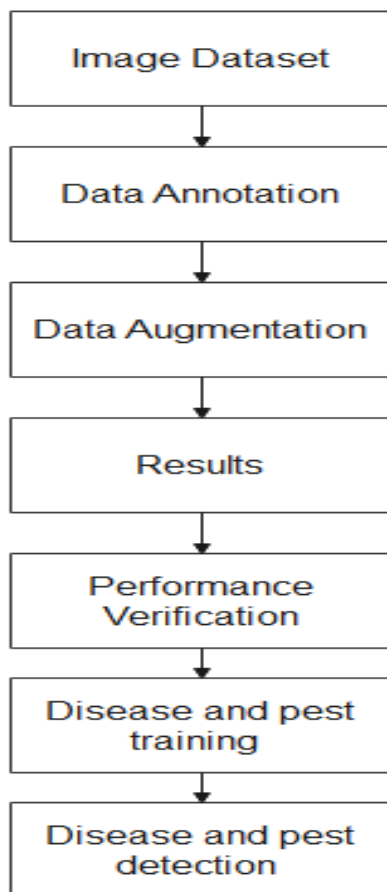 Image Dataset
Data Annotation
Data Augmentation
Results
Performance
Verification
Disease and pest
training
Disease and pest
detection